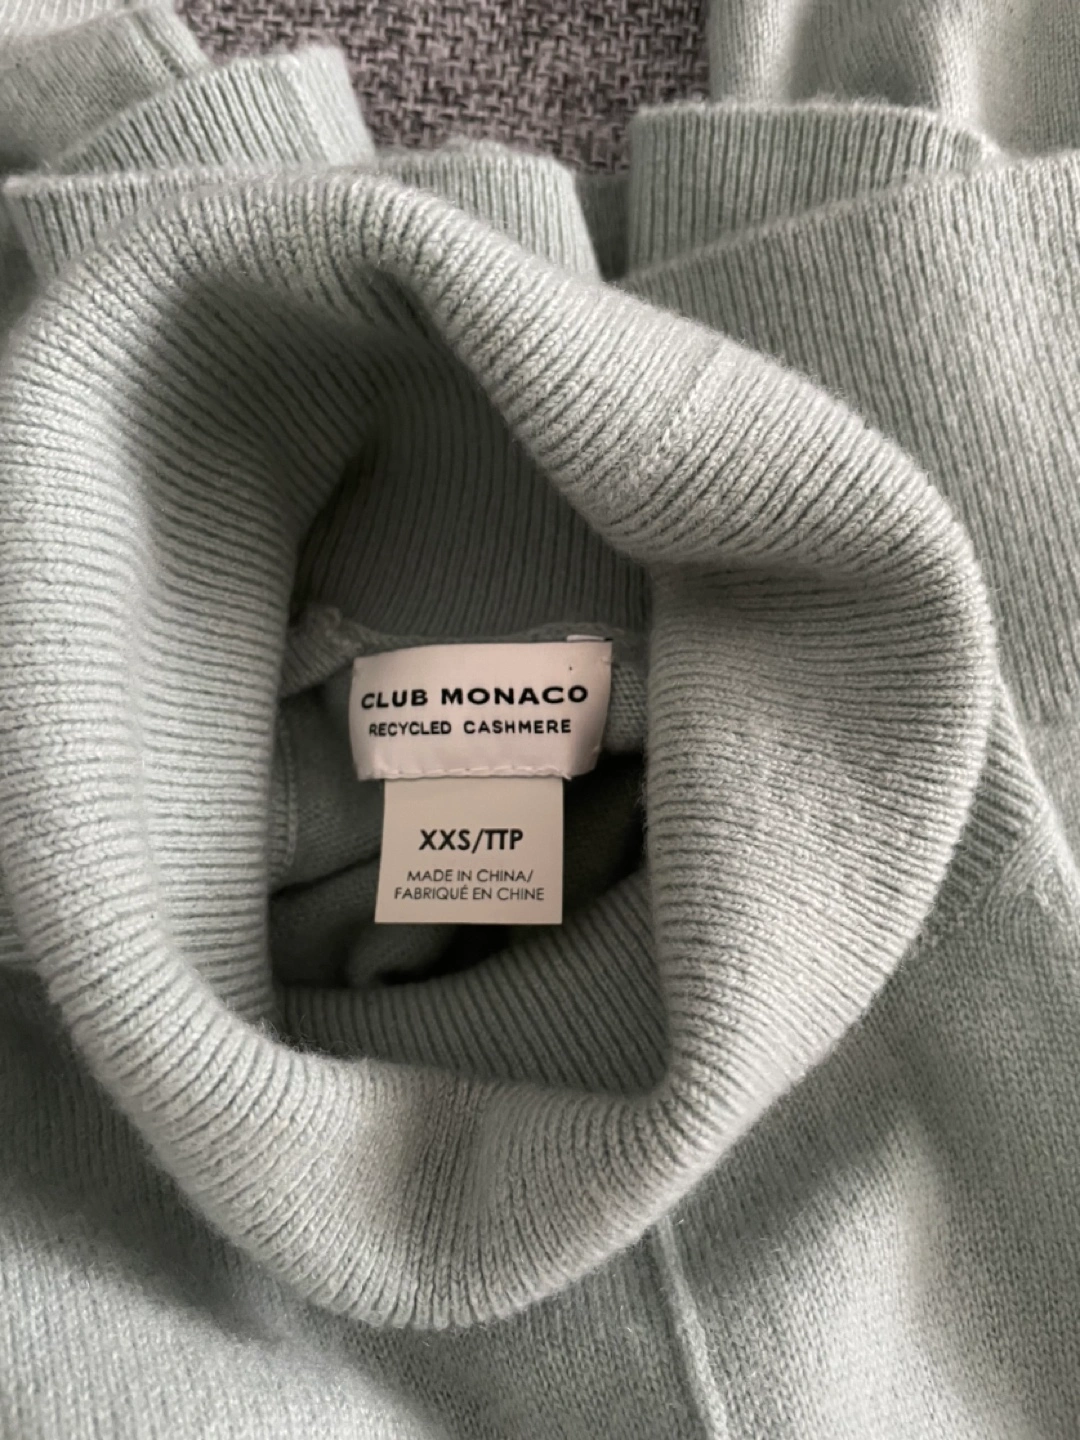 CLUB MONACO
RECYCLED CASHMERE
XXS/TTP
MADE IN CHINA/
FABRIQUÉ EN CHINE